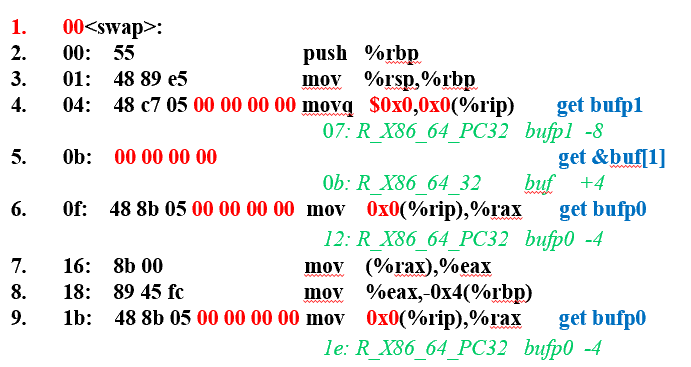 1. 00<swap>:
2. 00: 55 push %rbp
3. 01: 48 89 e5 mov %rsp,%rbp
4. 04: 48 c7 05 00 00 00 00 movq $0x0,0x0(%rip) get bufp1
07: R_X86_64_PC32 bufp1 -8
5. 0b: 00 00 00 00 get &buf[1]
0b: R_X86_64_32 buf +4
6. 0f: 48 8b 05 00 00 00 00 mov 0x0(%rip),%rax get bufp0
12: R_X86_64_PC32 bufp0 -4
7. 16: 8b 00 mov (%rax),%eax
8. 18: 89 45 fc mov %eax,-0x4(%rbp)
9. 1b: 48 8b 05 00 00 00 00 mov 0x0(%rip),%rax get bufp0
1e: R_X86_64_PC32 bufp0 -4